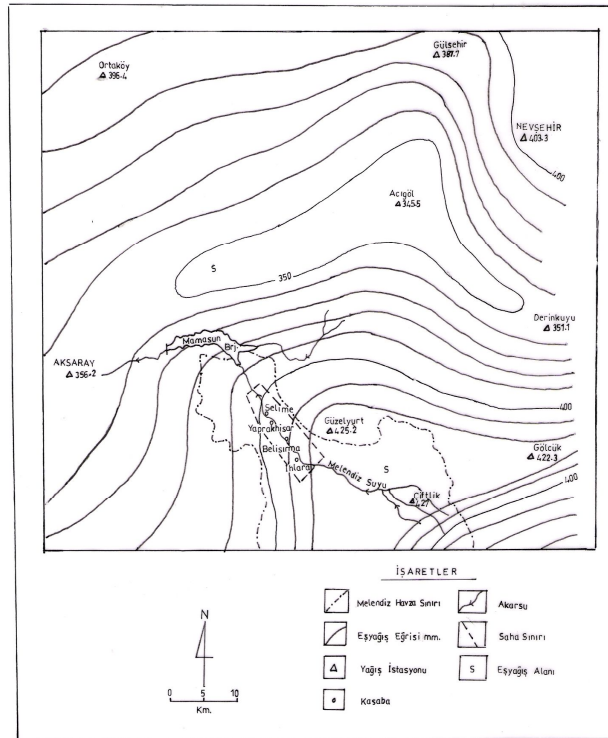 Gülşehir
387.7
Ortaköy
396.4
NEVŞEHİR
403.3
400
Acıgöl
345.5
S
350
Derinkuyu
351.1
Mamasun
Brj.
AKSARAY
356.2
Selime
400
Yaprakhisar
Güzelyurt
425.2
Belisırma
Gölcük
422.3
Ihlara
Melendiz Suyu
S
400
Çiftlik
427
İŞARETLER
Melendiz Havza Sınırı
Akarsu
Eşyağış Eğrisi mm.
Saha Sınırı
Yağış İstasyonu
S
Eşyağış Alanı
Kasaba
N
0 5 10
Km.